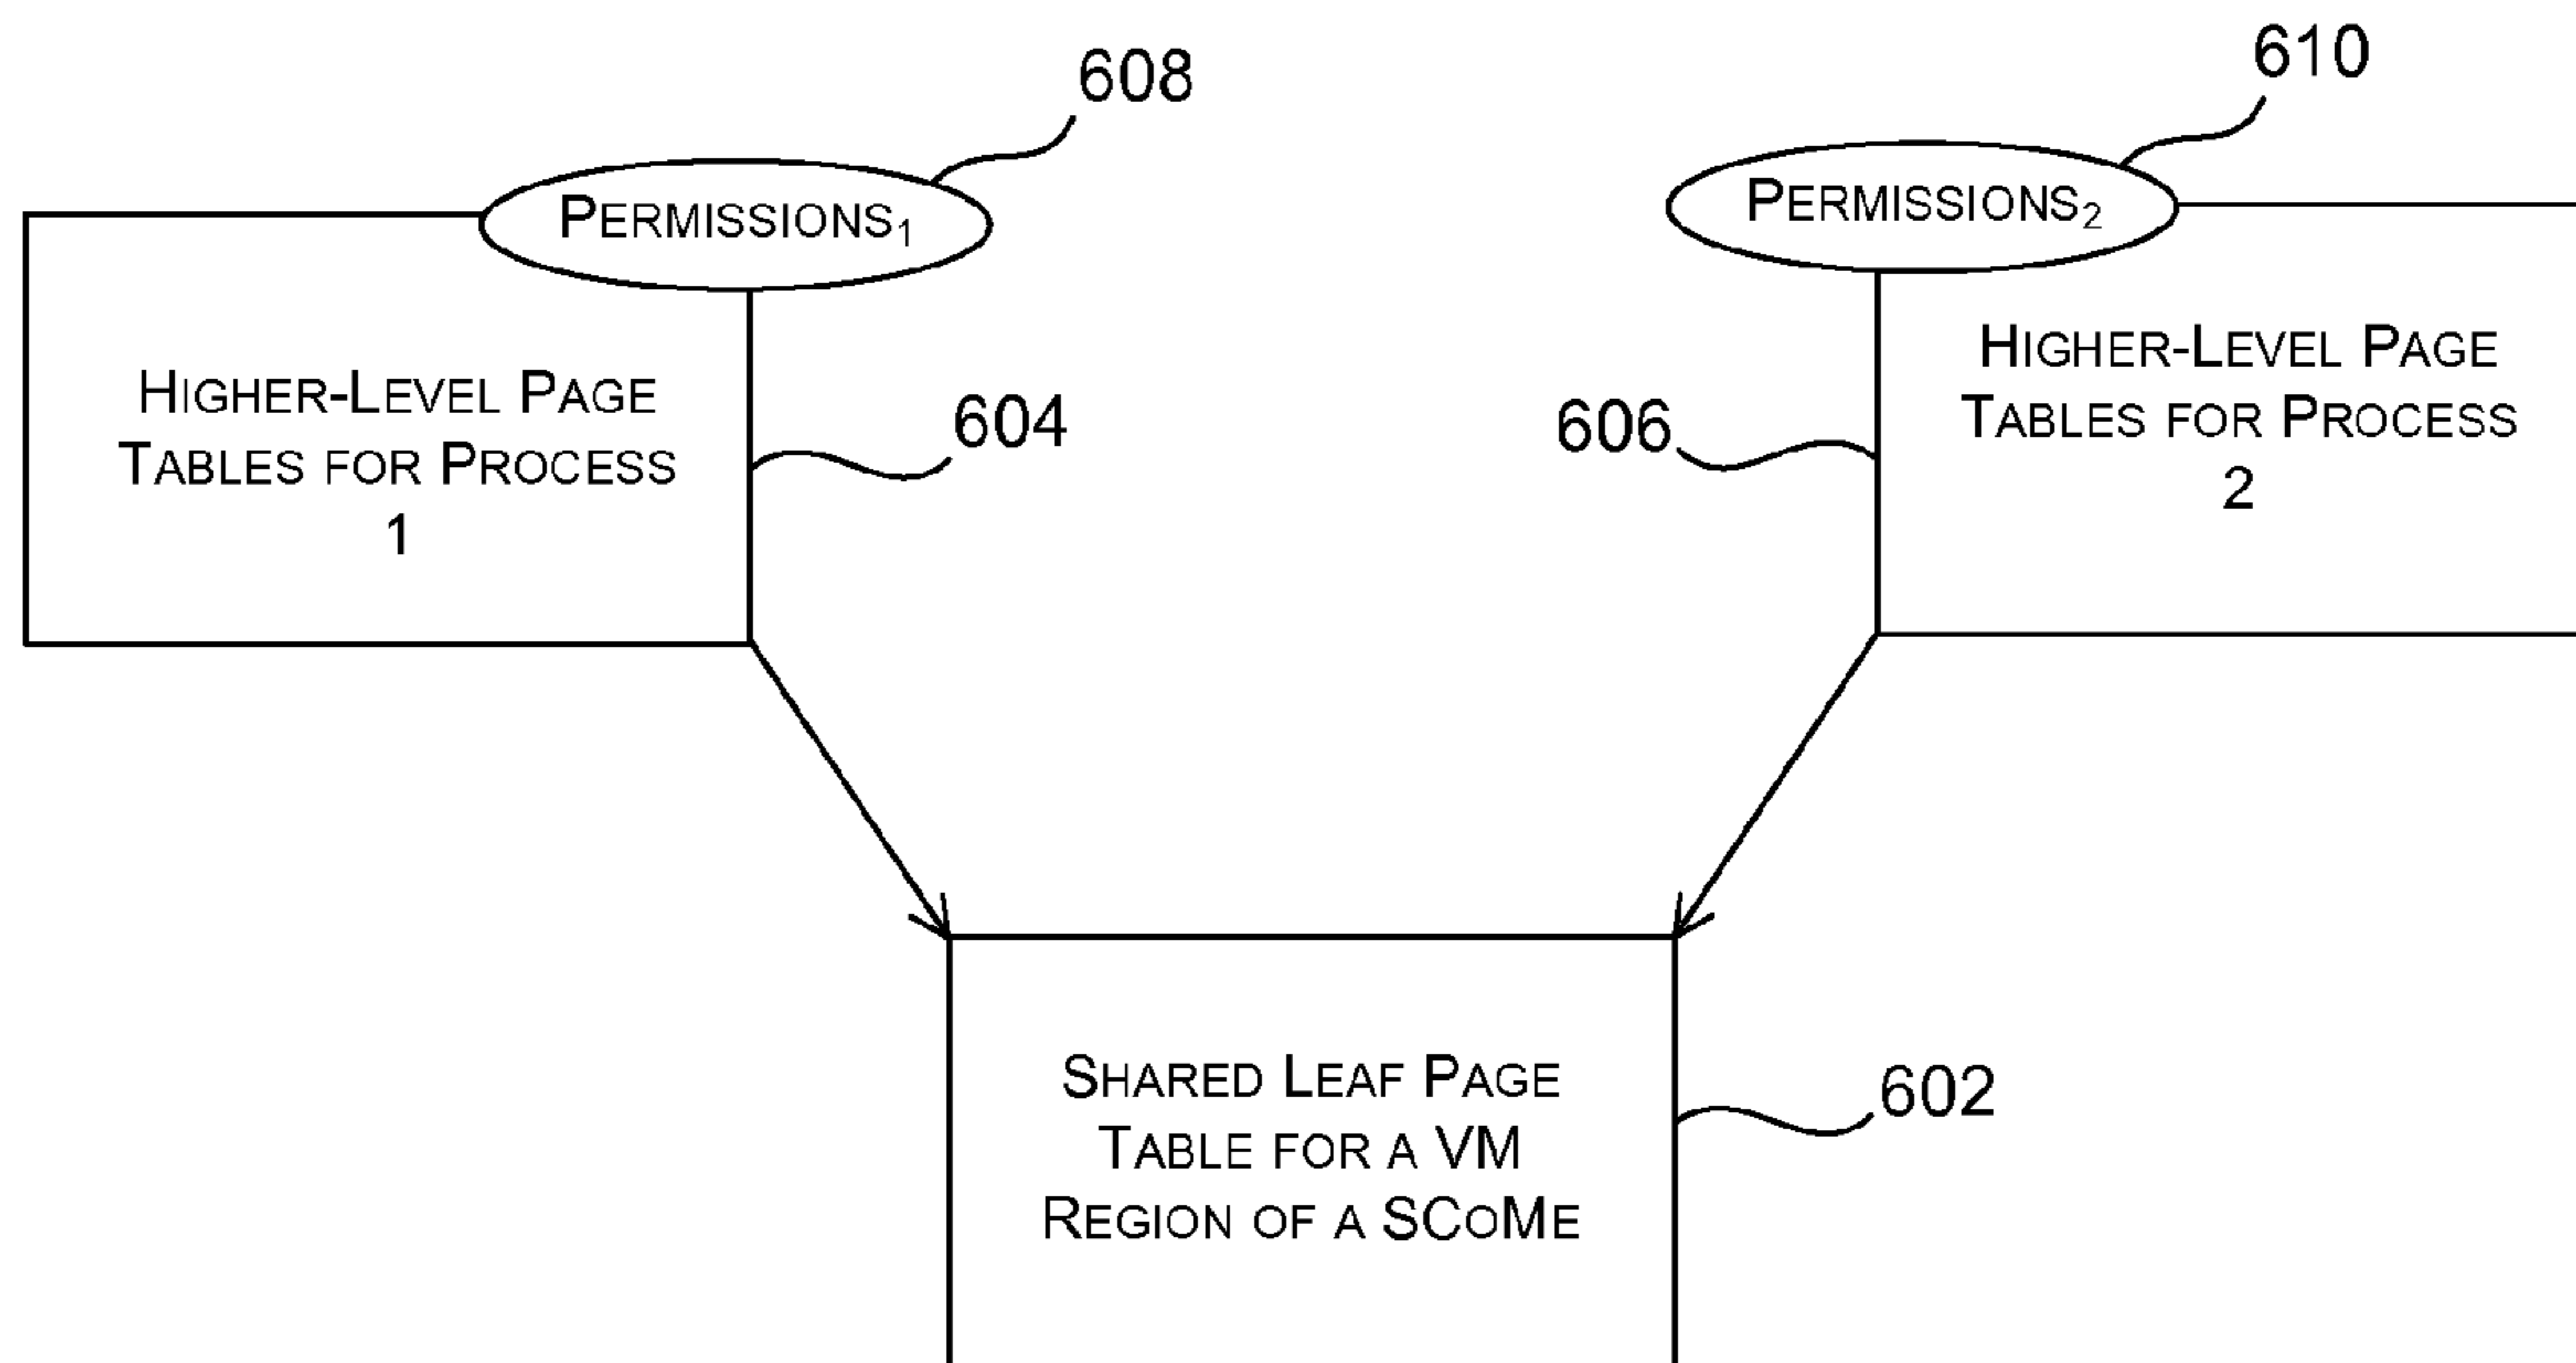 608
610
PERMISSIONS1
PERMISSIONS2
HIGHER-LEVEL PAGE
TABLES FOR PROCESS
1
604
606
HIGHER-LEVEL PAGE
TABLES FOR PROCESS
2
SHARED LEAF PAGE
TABLE FOR A VM
REGION OF A SCOME
602